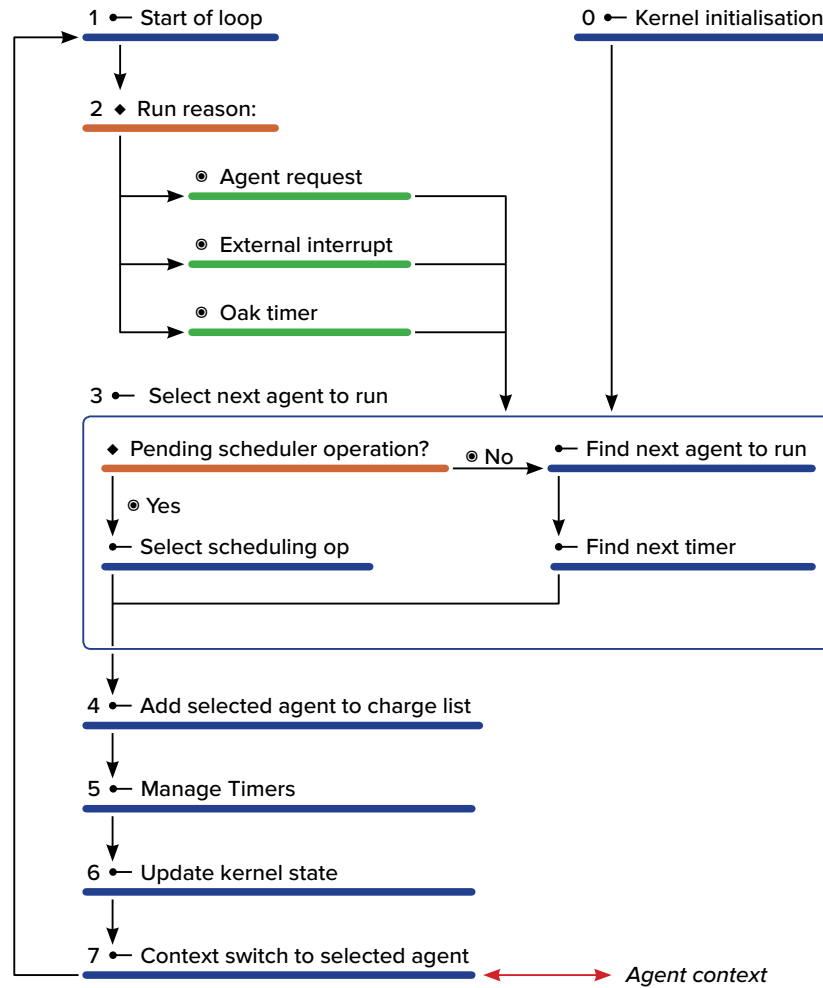 1 Start of loop
0 Kernel initialisation
2 Run reason:
Agent request
External interrupt
Oak timer
3 Select next agent to run
Pending scheduler operation?
No
Find next agent to run
Yes
Select scheduling op
Find next timer
4 Add selected agent to charge list
5 Manage Timers
6 Update kernel state
7 Context switch to selected agent
Agent context